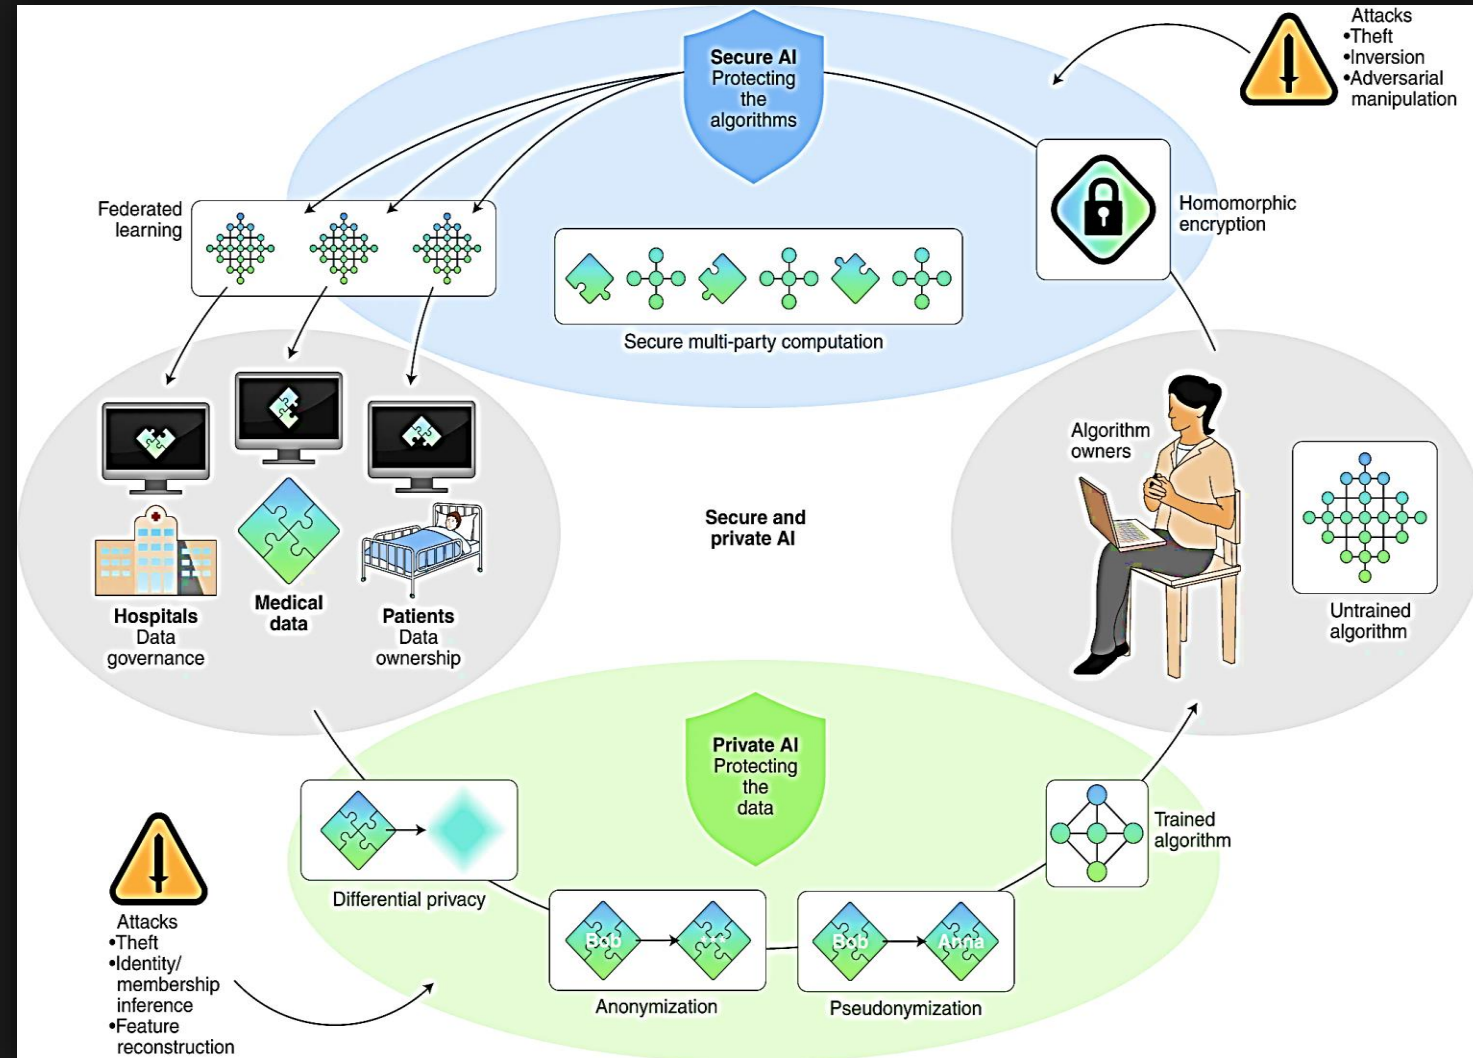 Secure AI
Protecting
the
algorithms
Attacks
•Theft
•Inversion
•Adversarial
manipulation
Federated
learning
Homomorphic
encryption
Secure multi-party computation
Algorithm
owners
Untrained
algorithm
Secure and
private AI
Hospitals
Data
governance
Medical
data
Patients
Data
ownership
Private AI
Protecting
the
data
Trained
algorithm
Differential privacy
Bob
***
Anonymization
Bob
Anna
Pseudonymization
Attacks
•Theft
•Identity/
membership
inference
•Feature
reconstruction